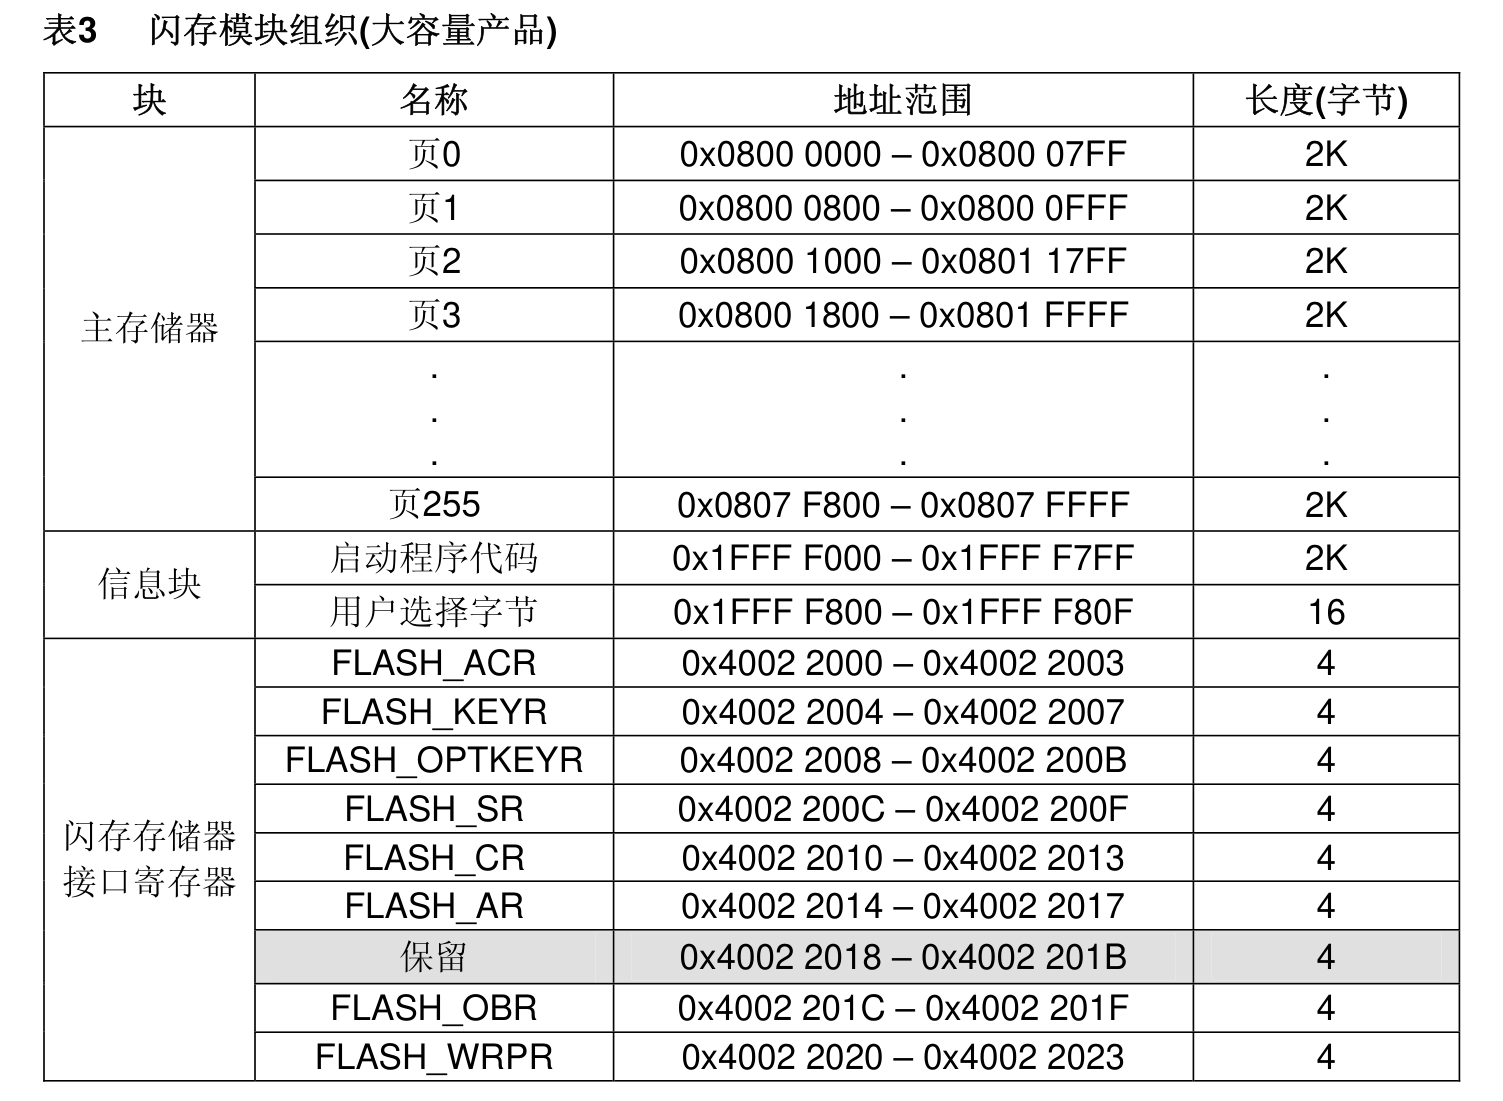 表3 闪存模块组织(大容量产品)
块 名称 地址范围 长度(字节)
主存储器 页0 0x0800 0000 – 0x0800 07FF 2K
页1 0x0800 0800 – 0x0800 0FFF 2K
页2 0x0800 1000 – 0x0801 17FF 2K
页3 0x0800 1800 – 0x0801 FFFF 2K
. . .
. . .
. . .
页255 0x0807 F800 – 0x0807 FFFF 2K
信息块 启动程序代码 0x1FFF F000 – 0x1FFF F7FF 2K
用户选择字节 0x1FFF F800 – 0x1FFF F80F 16
闪存存储器
接口寄存器 FLASH_ACR 0x4002 2000 – 0x4002 2003 4
FLASH_KEYR 0x4002 2004 – 0x4002 2007 4
FLASH_OPTKEYR 0x4002 2008 – 0x4002 200B 4
FLASH_SR 0x4002 200C – 0x4002 200F 4
FLASH_CR 0x4002 2010 – 0x4002 2013 4
FLASH_AR 0x4002 2014 – 0x4002 2017 4
保留 0x4002 2018 – 0x4002 201B 4
FLASH_OBR 0x4002 201C – 0x4002 201F 4
FLASH_WRPR 0x4002 2020 – 0x4002 2023 4